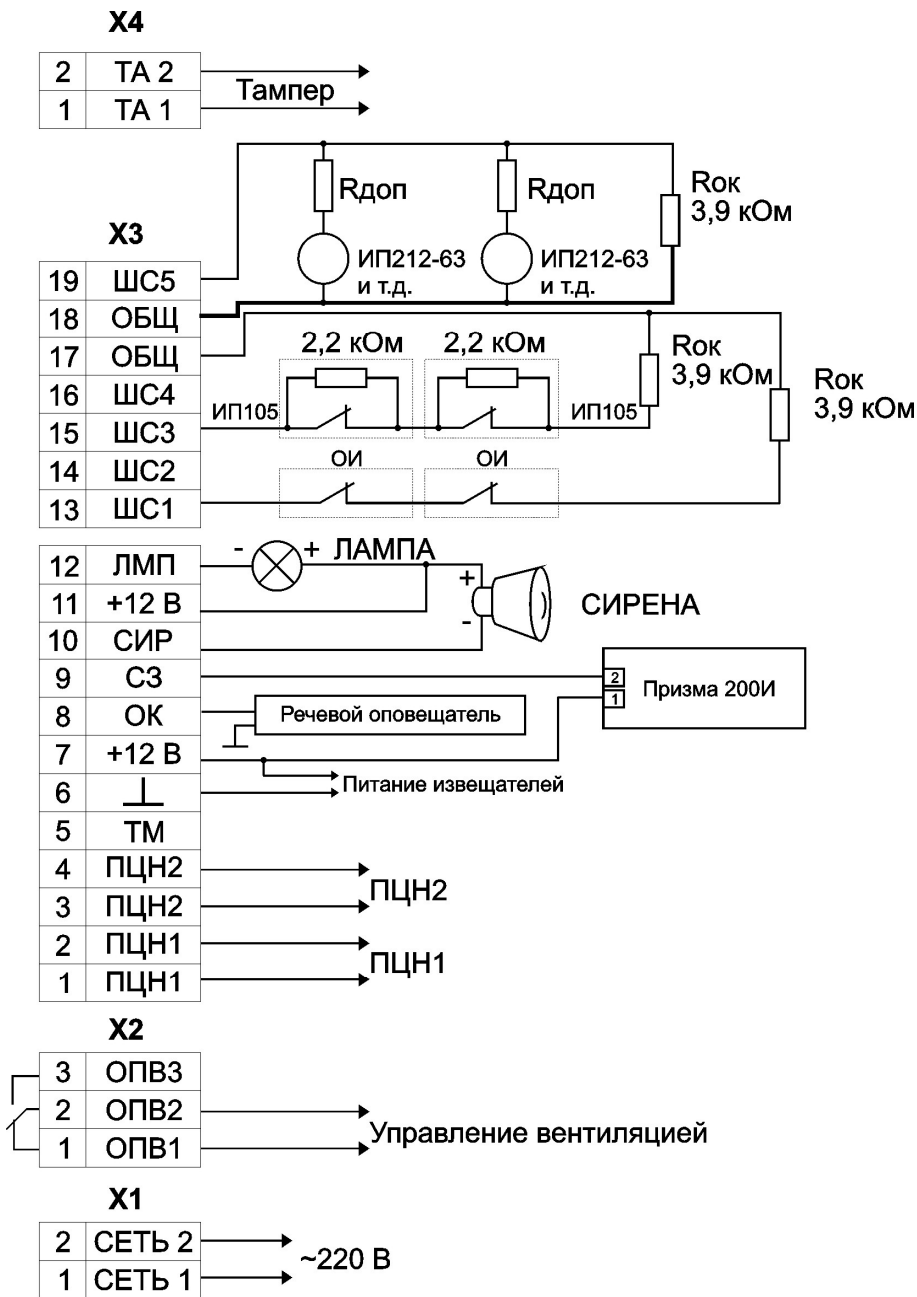 X4
2 ТА 2
1 ТА 1
Тампер
Rдоп
Rдоп
Rок
3,9 кОм
ИП212-63
и т.д.
ИП212-63
и т.д.
X3
19 ШС5
18 ОБЩ
17 ОБЩ
16 ШС4
15 ШС3
14 ШС2
13 ШС1
2,2 кОм
2,2 кОм
ИП105
ИП105
Rок
3,9 кОм
Rок
3,9 кОм
ОИ
ОИ
12 ЛМП
11 +12 В
10 СИР
9 СЗ
8 ОК
7 +12 В
6 ⊥
5 ТМ
4 ПЦН2
3 ПЦН2
2 ПЦН1
1 ПЦН1
- + ЛАМПА
+
-
СИРЕНА
2
1
Призма 200И
Речевой оповещатель
Питание извещателей
ПЦН2
ПЦН1
X2
3 ОПВ3
2 ОПВ2
1 ОПВ1
Управление вентиляцией
X1
2 СЕТЬ 2
1 СЕТЬ 1
~220 В